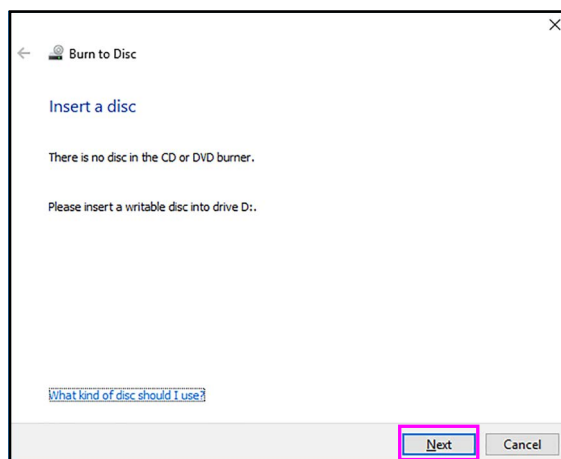 Burn to Disc
Insert a disc
There is no disc in the CD or DVD burner.
Please insert a writable disc into drive D:.
What kind of disc should I use?
Next Cancel